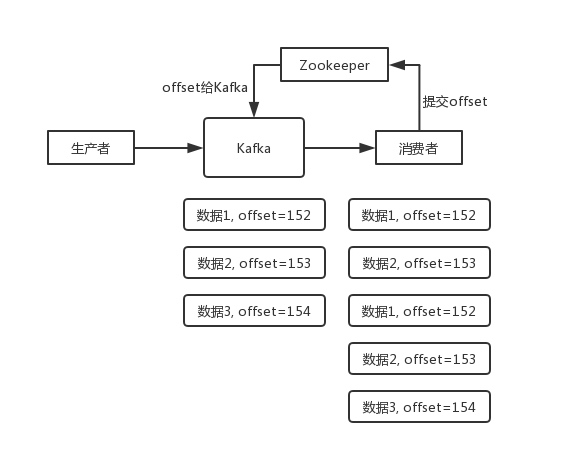 Zookeeper
offset给Kafka
提交offset
生产者
Kafka
消费者
数据1, offset=152
数据1, offset=152
数据2, offset=153
数据2, offset=153
数据3, offset=154
数据1, offset=152
数据2, offset=153
数据3, offset=154